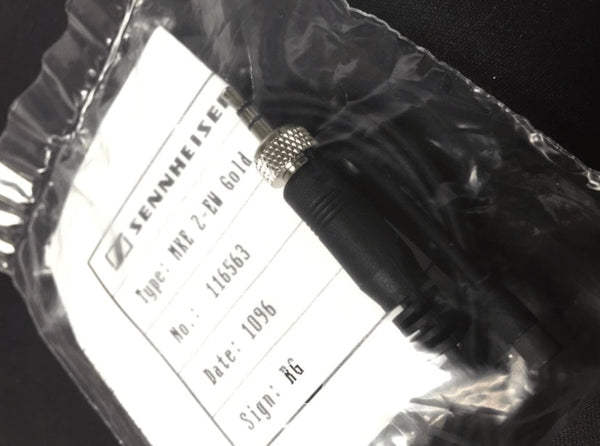 SENNHEISER
Type: MKE 2-EW Gold
No.: 116563
Date: 1096
Sign: RG